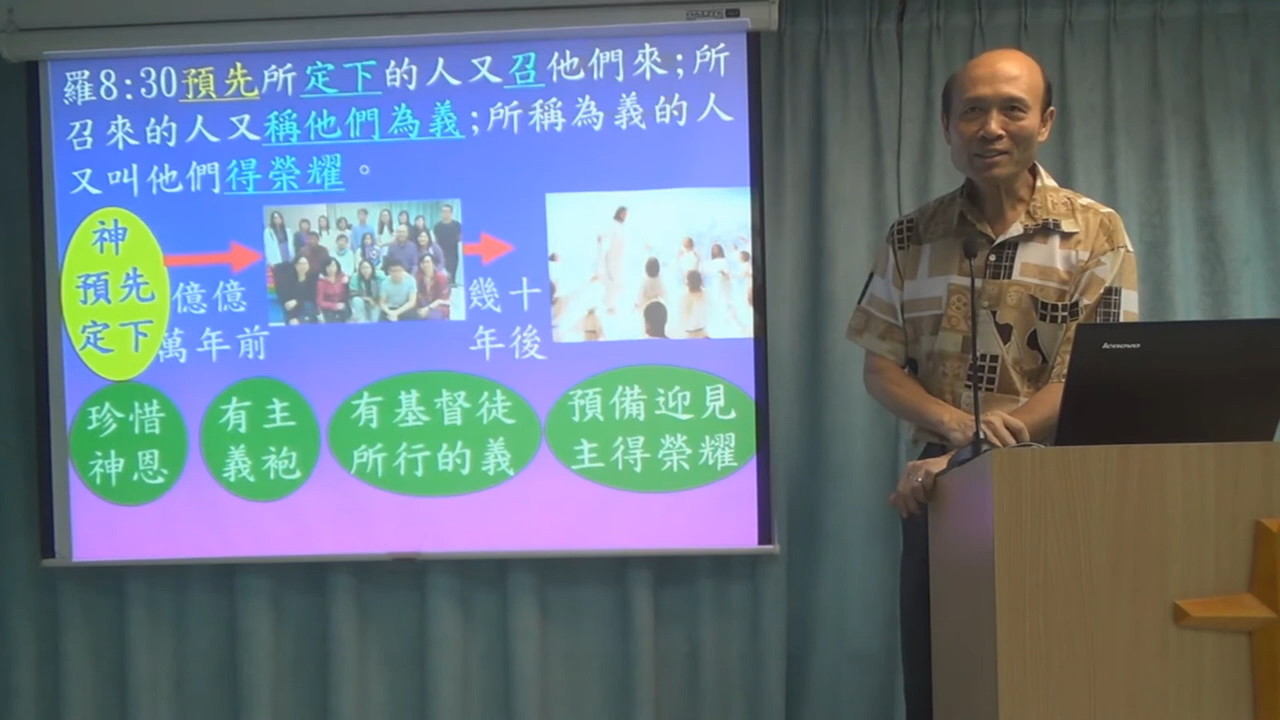 羅8:30預先所定下的人又召他們來;所
召來的人又稱他們為義;所稱為義的人
又叫他們得榮耀。
神
預先
定下
億億
萬年前
幾十
年後
珍惜
神恩
有主
義袍
有基督徒
所行的義
預備迎見
主得榮耀
lenovo